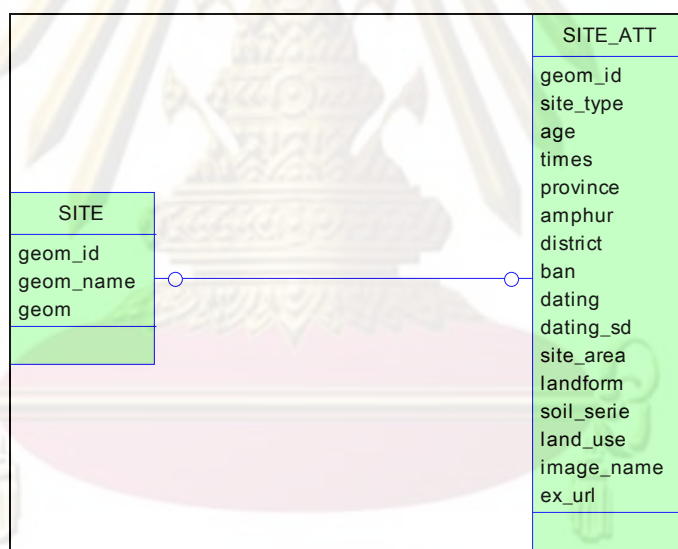 SITE
geom_id
geom_name
geom
SITE_ATT
geom_id
site_type
age
times
province
amphur
district
ban
dating
dating_sd
site_area
landform
soil_serie
land_use
image_name
ex_url